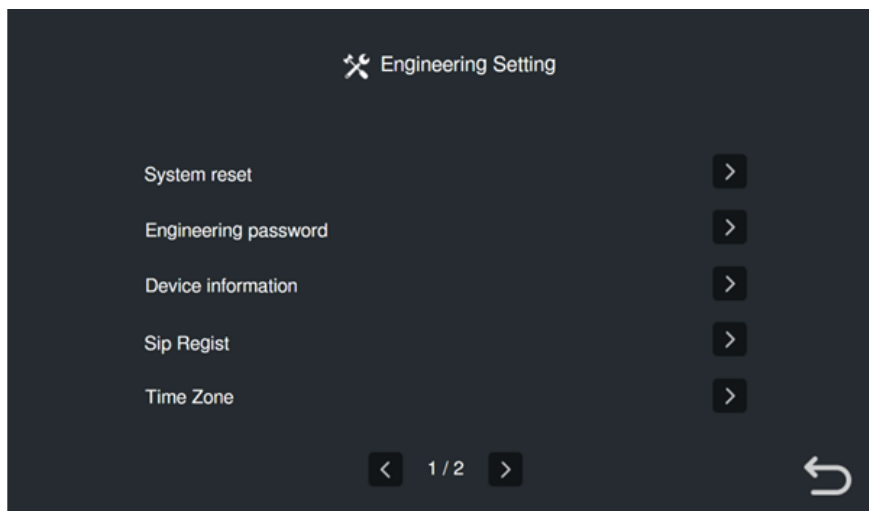 Engineering Setting
System reset
Engineering password
Device information
Sip Regist
Time Zone
1 / 2